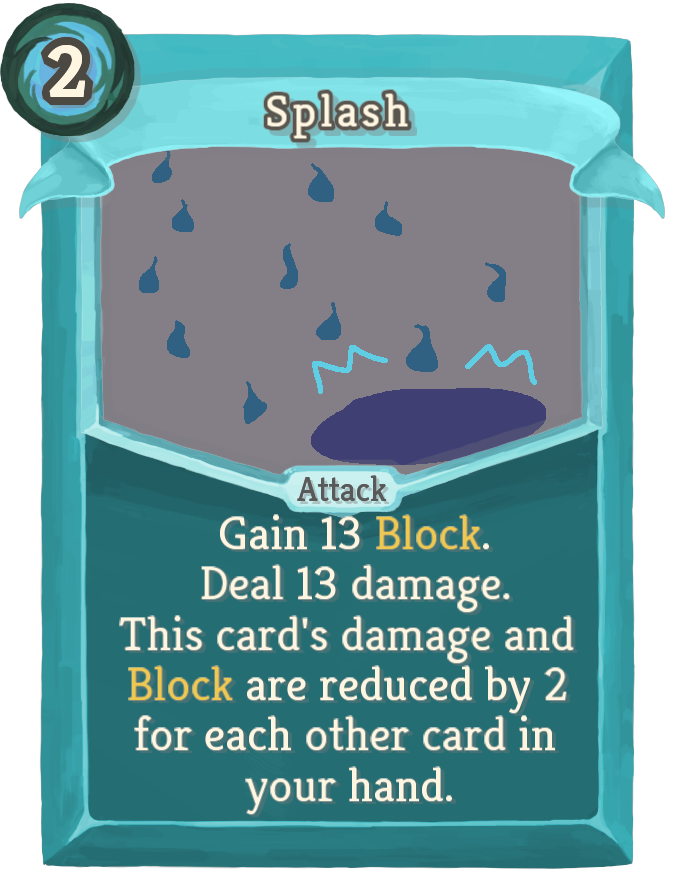 2
Splash
Attack
Gain 13 Block.
Deal 13 damage.
This card's damage and
Block are reduced by 2
for each other card in
your hand.